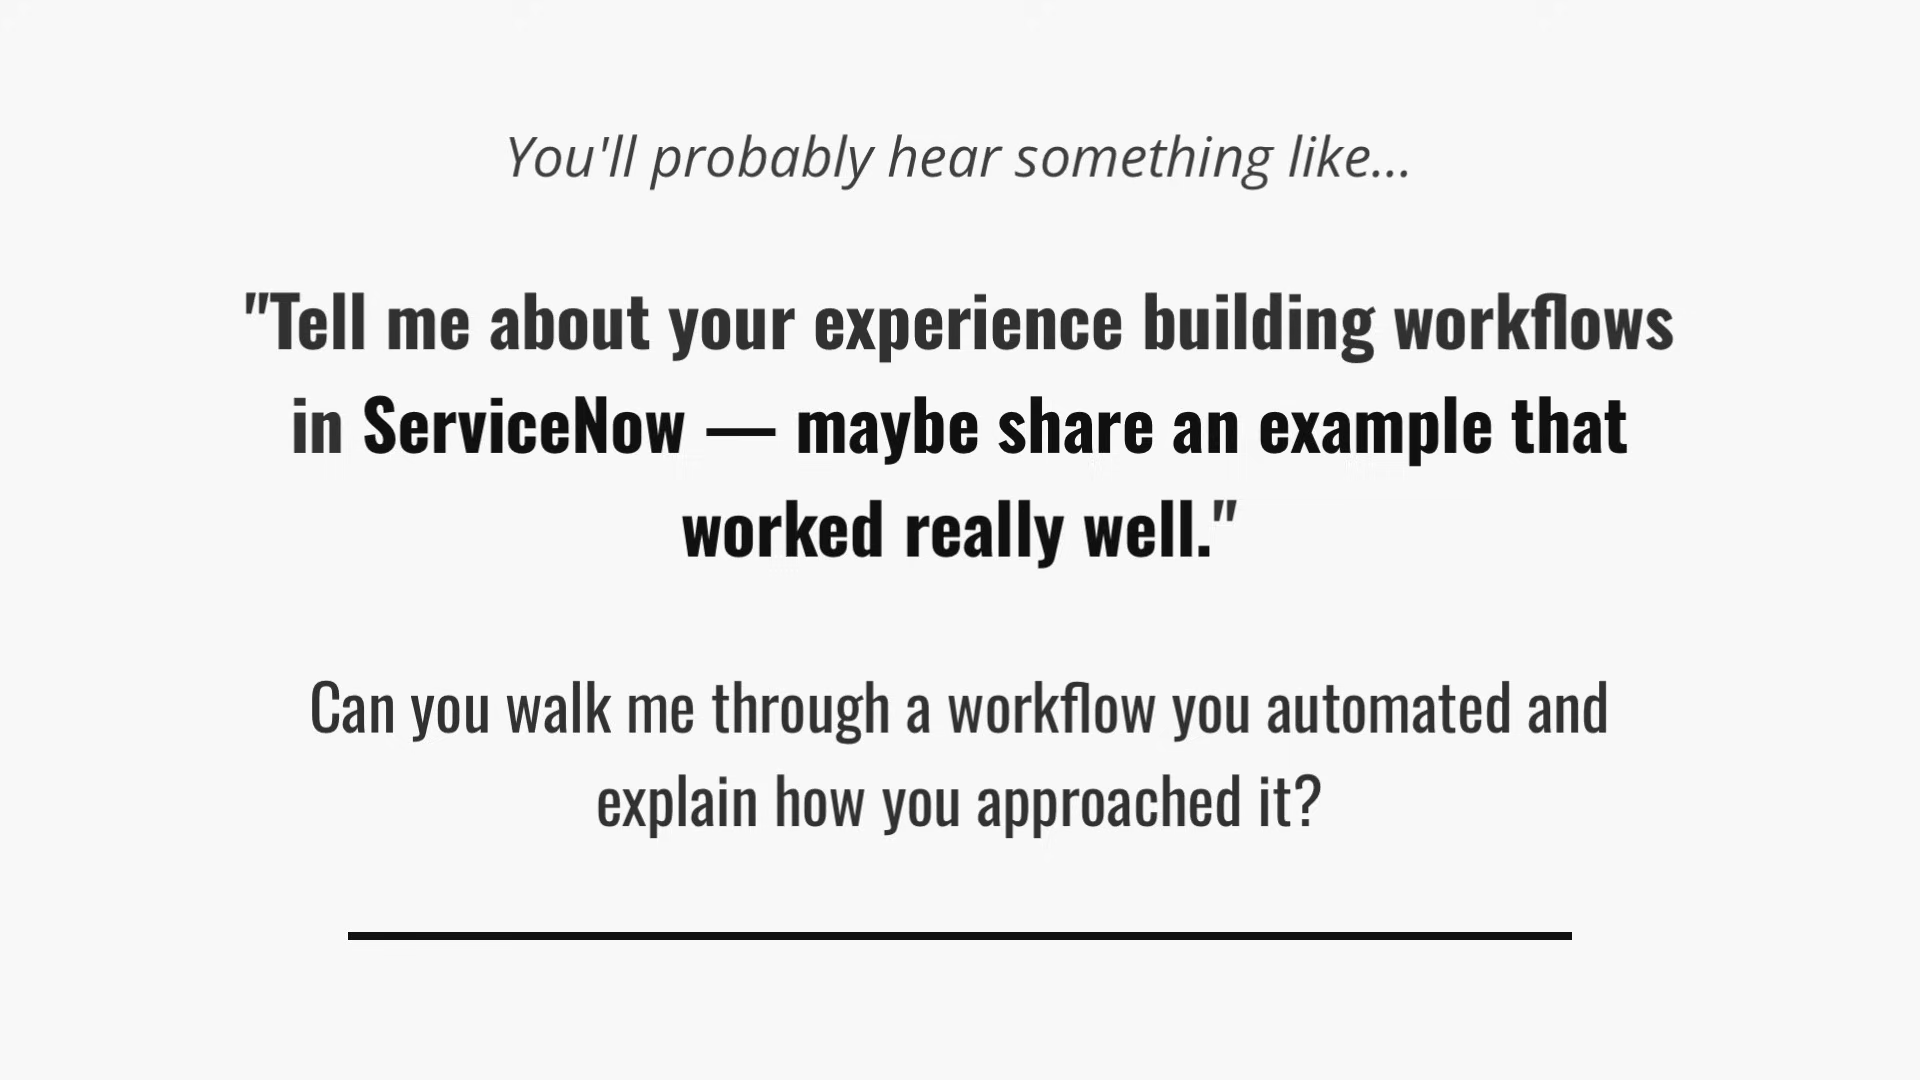 You'll probably hear something like...
"Tell me about your experience building workflows
in ServiceNow — maybe share an example that
worked really well."
Can you walk me through a workflow you automated and
explain how you approached it?